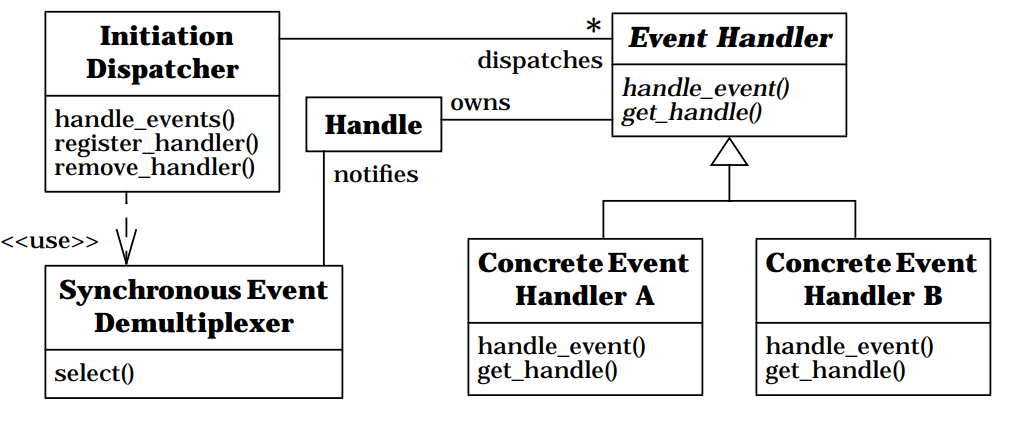 Initiation
Dispatcher
handle_events()
register_handler()
remove_handler()
*
dispatches
Event Handler
handle_event()
get_handle()
owns
Handle
notifies
<<use>>
Synchronous Event
Demultiplexer
select()
Concrete Event
Handler A
handle_event()
get_handle()
Concrete Event
Handler B
handle_event()
get_handle()